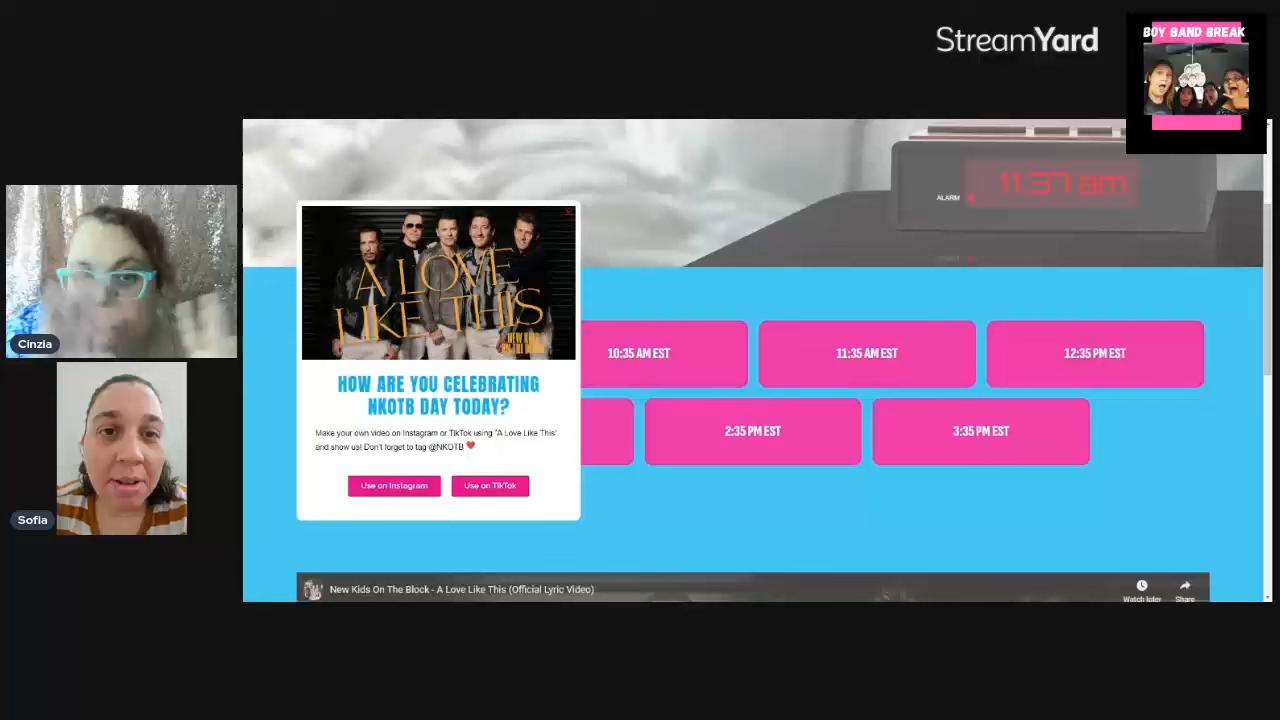 StreamYard
BOY BAND BREAK
11:37 am
ALARM
A LOVE
LIKE THIS
NEW KIDS
ON THE BLOCK
HOW ARE YOU CELEBRATING
NKOTB DAY TODAY?
Make your own video on Instagram or TikTok using "A Love Like This"
and show us! Don't forget to tag @NKOTB ❤️
Use on Instagram
Use on TikTok
10:35 AM EST
11:35 AM EST
12:35 PM EST
2:35 PM EST
3:35 PM EST
Cinzia
Sofia
New Kids On The Block - A Love Like This (Official Lyric Video)
Watch later
Share